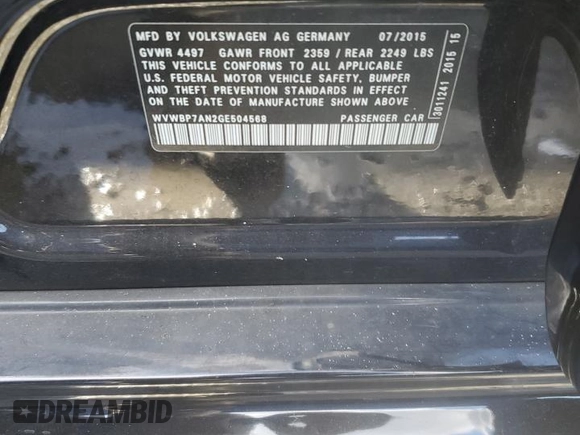 MFD BY VOLKSWAGEN AG GERMANY 07/2015
GVWR 4497 GAWR FRONT 2359 / REAR 2249 LBS
THIS VEHICLE CONFORMS TO ALL APPLICABLE
U.S. FEDERAL MOTOR VEHICLE SAFETY, BUMPER
AND THEFT PREVENTION STANDARDS IN EFFECT
ON THE DATE OF MANUFACTURE SHOWN ABOVE
WVWBP7AN2GE504568 PASSENGER CAR
3011241 2015 15
DREAMBID